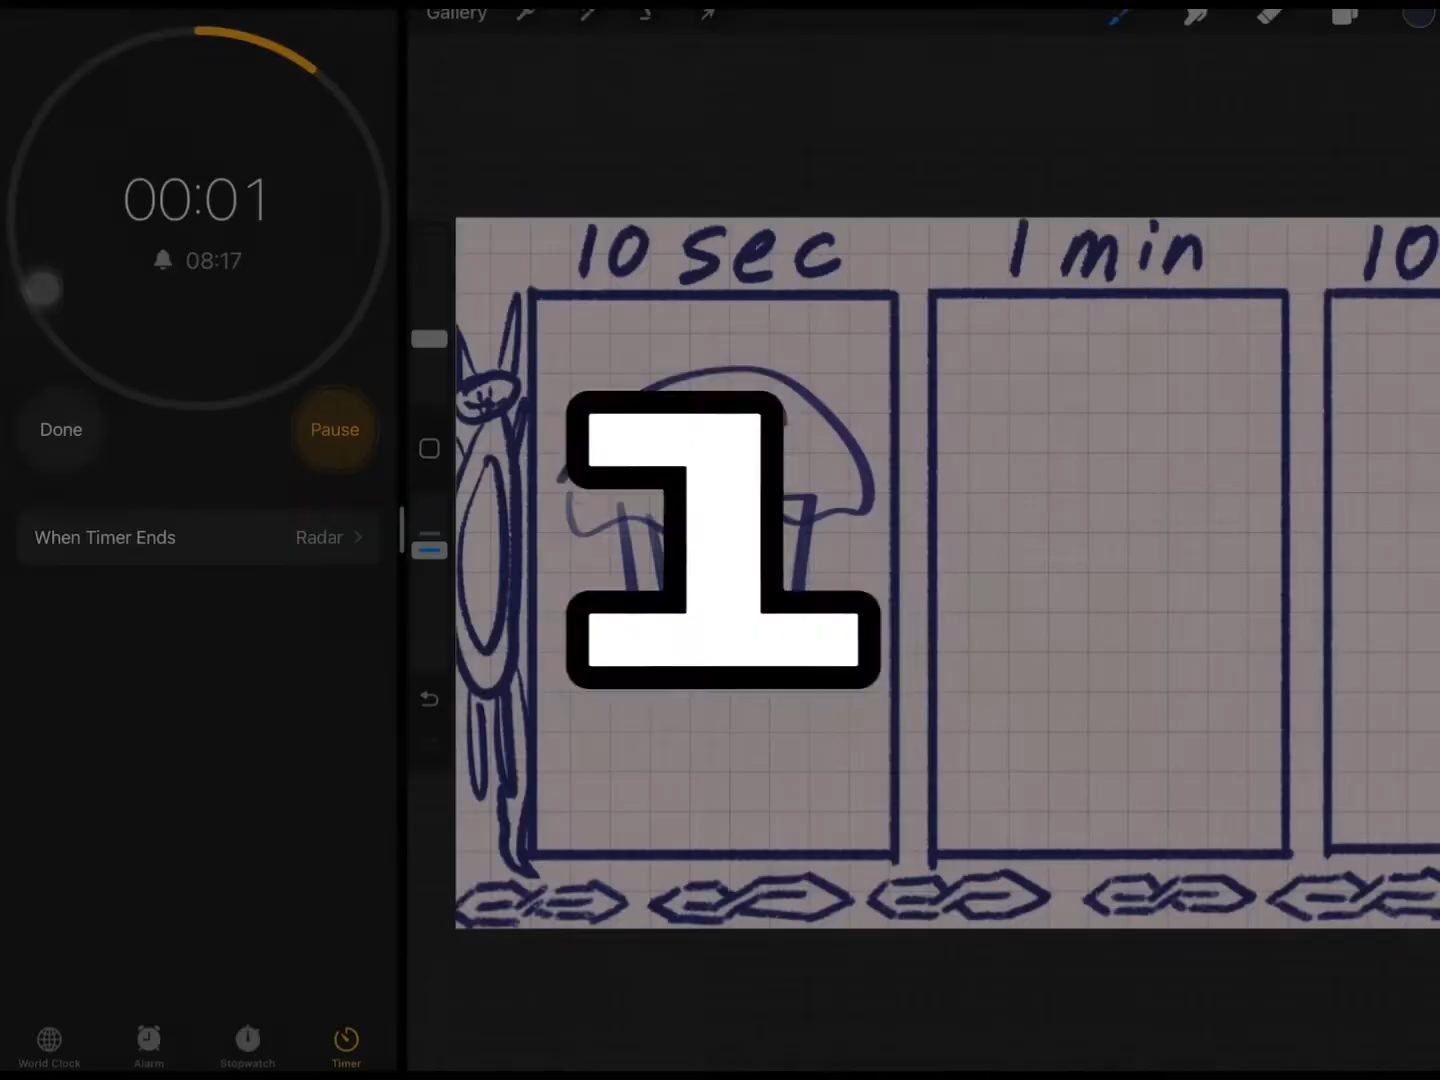 Gallery
00:01
08:17
Done
Pause
When Timer Ends
Radar
World Clock
Alarm
Stopwatch
Timer
10 sec
1 min
10
1